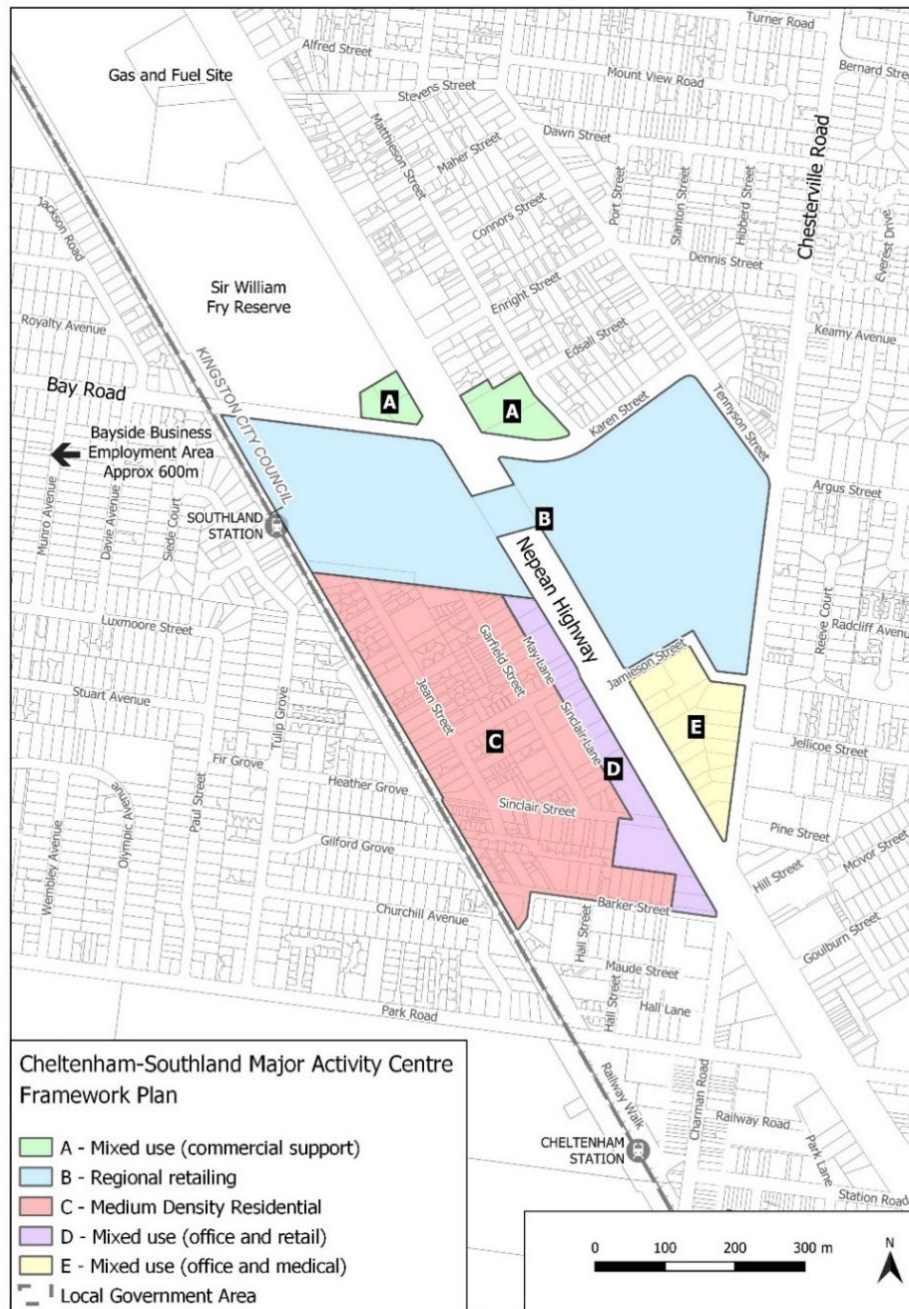 Turner Road
Alfred Street
Bernard Stre
Gas and Fuel Site
Mount View Road
Stevens Street
Matthieson Street
Dawn Street
Maher Street
Chesterville Road
Port Street
Stanton Street
Hibberd Street
Connors Street
Jackson Road
Dennis Street
Everest Drive
Sir William
Fry Reserve
Enright Street
Royalty Avenue
Edsall Street
Keamy Avenue
KINGSTON CITY COUNCIL
Bay Road
A
A
Karen Street
Tennyson Street
Bayside Business
Employment Area
Approx 600m
Argus Street
Munro Avenue
Davie Avenue
Siede Court
SOUTHLAND
STATION
B
Nepean Highway
Luxmoore Street
Reeve Court
Radcliff Avenu
Garfield Street
May Lane
Jamieson Street
Stuart Avenue
Jean Street
Tulip Grove
Sinclair Lane
E
C
Jellicoe Street
Fir Grove
D
Heather Grove
Sinclair Street
Paul Street
Olympic Avenue
Wembley Avenue
Gilford Grove
Pine Street
Mcivor Street
Hill Street
Churchill Avenue
Barker Street
Hall Street
Goulburn Street
Maude Street
Hall Street
Hall Lane
Park Road
Cheltenham-Southland Major Activity Centre
Framework Plan
Railway Walk
Charman Road
Railway Road
Park Lane
CHELTENHAM
STATION
Station Road
A - Mixed use (commercial support)
B - Regional retailing
C - Medium Density Residential
D - Mixed use (office and retail)
E - Mixed use (office and medical)
Local Government Area
0 100 200 300 m
N